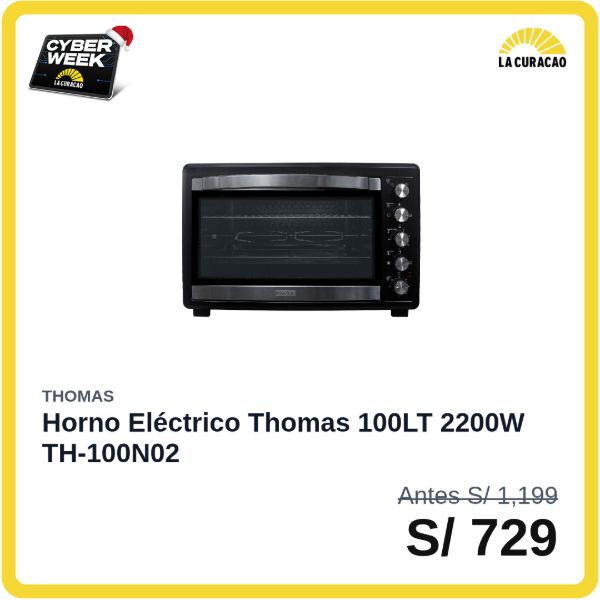 CYBER
WEEK
LA CURACAO
LA CURACAO
THOMAS
Horno Eléctrico Thomas 100LT 2200W
TH-100N02
Antes S/ 1,199
S/ 729